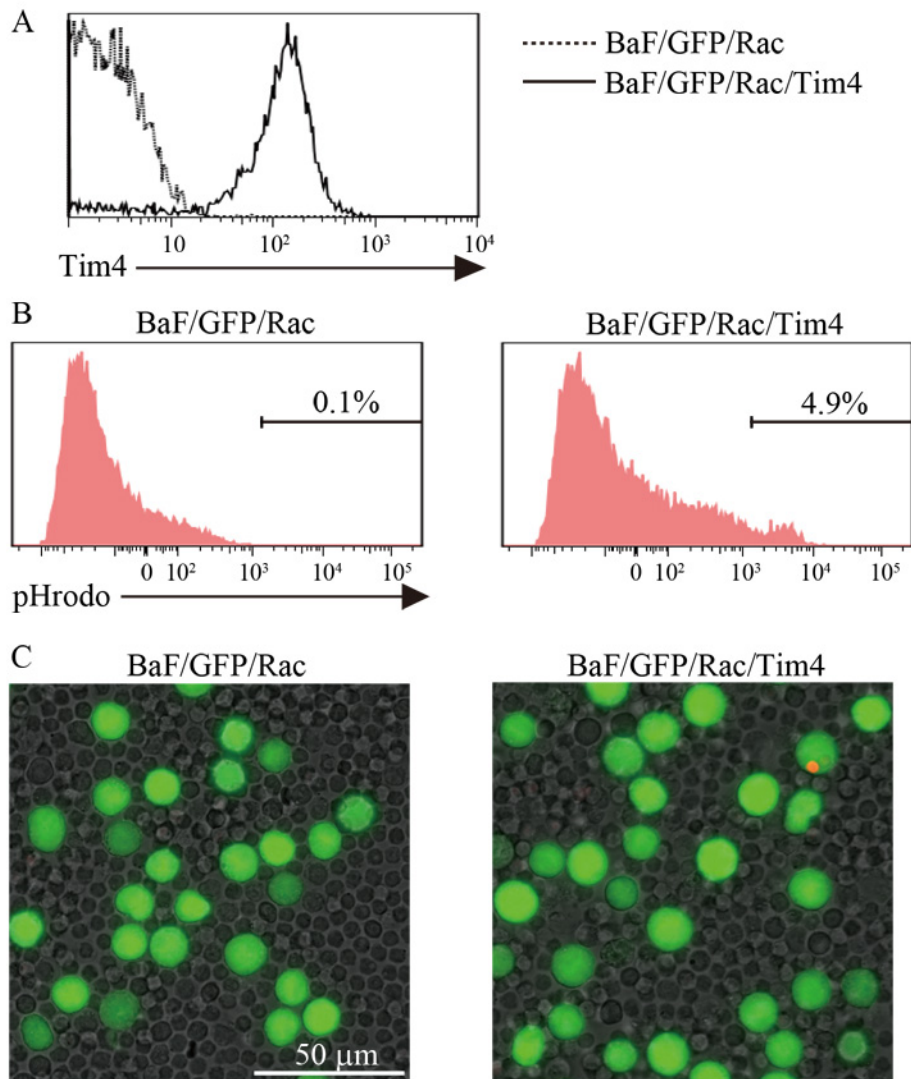 A
BaF/GFP/Rac
BaF/GFP/Rac/Tim4
10 10² 10³ 10⁴
Tim4
B
BaF/GFP/Rac BaF/GFP/Rac/Tim4
0.1% 4.9%
0 10² 10³ 10⁴ 10⁵ 0 10² 10³ 10⁴ 10⁵
pHrodo
C
BaF/GFP/Rac BaF/GFP/Rac/Tim4
50 μm